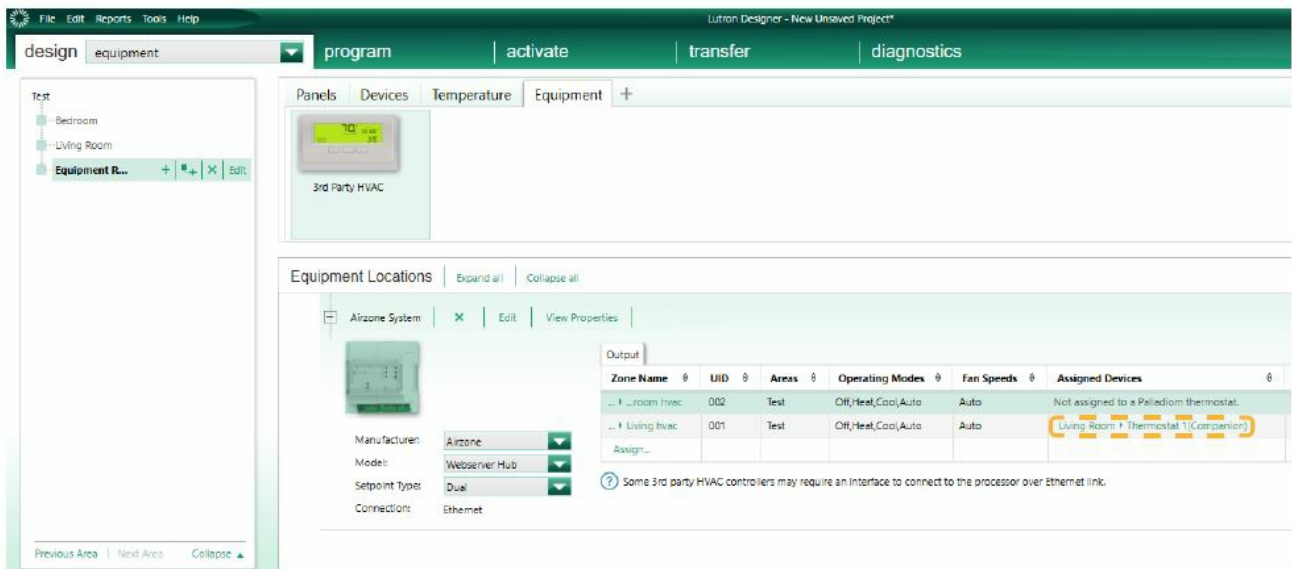 File Edit Reports Tools Help
Lutron Designer - New Unsaved Project*
design equipment program activate transfer diagnostics
Test
Bedroom
Living Room
Equipment R... + + × Edit
Panels Devices Temperature Equipment +
70
3rd Party HVAC
Equipment Locations Expand all Collapse all
Airzone System × Edit View Properties
Output
Zone Name UID Areas Operating Modes Fan Speeds Assigned Devices
... ...room hvac 002 Test Off,Heat,Cool,Auto Auto Not assigned to a Palladiom thermostat.
... Living hvac 001 Test Off,Heat,Cool,Auto Auto Living Room Thermostat 1(Companion)
Assign...
Manufacturer: Airzone
Model: Webserver Hub
Setpoint Type: Dual
Connection: Ethernet
? Some 3rd party HVAC controllers may require an interface to connect to the processor over Ethernet link.
Previous Area Next Area Collapse